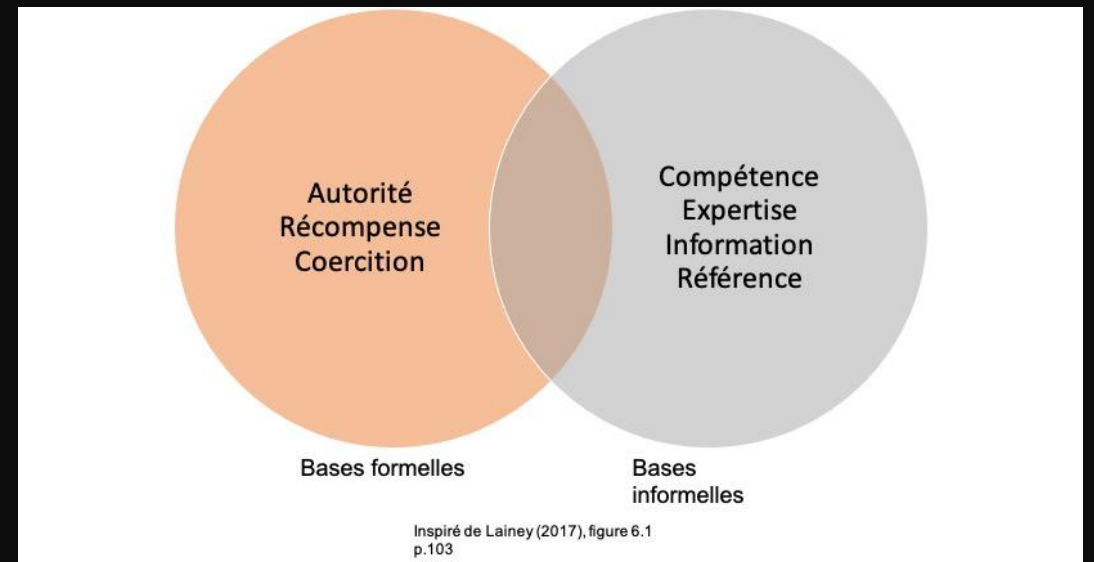 Autorité
Récompense
Coercition
Compétence
Expertise
Information
Référence
Bases formelles
Bases
informelles
Inspiré de Lainey (2017), figure 6.1
p.103